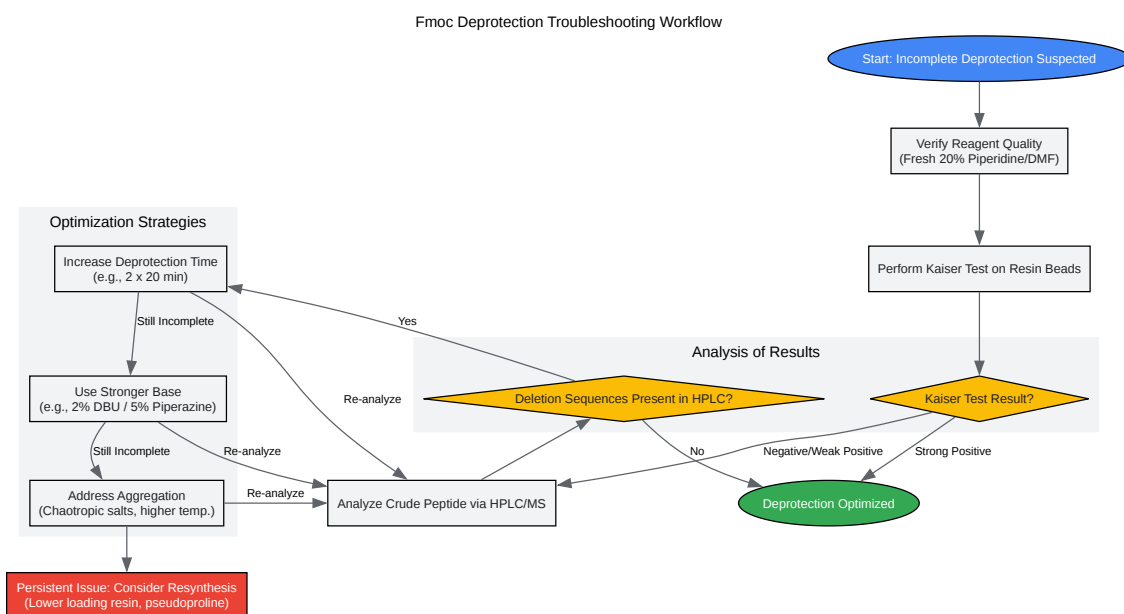 Fmoc Deprotection Troubleshooting Workflow
Start: Incomplete Deprotection Suspected
Verify Reagent Quality
(Fresh 20% Piperidine/DMF)
Perform Kaiser Test on Resin Beads
Optimization Strategies
Increase Deprotection Time
(e.g., 2 x 20 min)
Yes
Still Incomplete
Analysis of Results
Use Stronger Base
(e.g., 2% DBU / 5% Piperazine)
Re-analyze
Deletion Sequences Present in HPLC?
Kaiser Test Result?
Still Incomplete
Re-analyze
No
Negative/Weak Positive
Strong Positive
Address Aggregation
(Chaotropic salts, higher temp.)
Re-analyze
Analyze Crude Peptide via HPLC/MS
Deprotection Optimized
Persistent Issue: Consider Resynthesis
(Lower loading resin, pseudoproline)